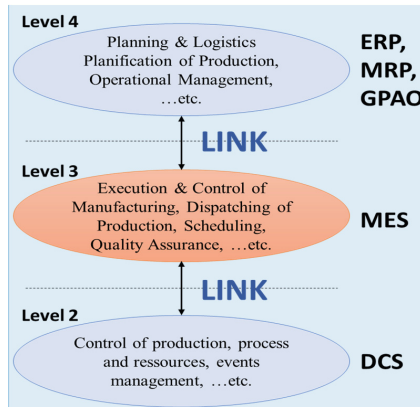 Level 4
Planning & Logistics
Planification of Production,
Operational Management,
…etc.
ERP,
MRP,
GPAO
LINK
Level 3
Execution & Control of
Manufacturing, Dispatching of
Production, Scheduling,
Quality Assurance, …etc.
MES
LINK
Level 2
Control of production, process
and ressources, events
management, …etc.
DCS